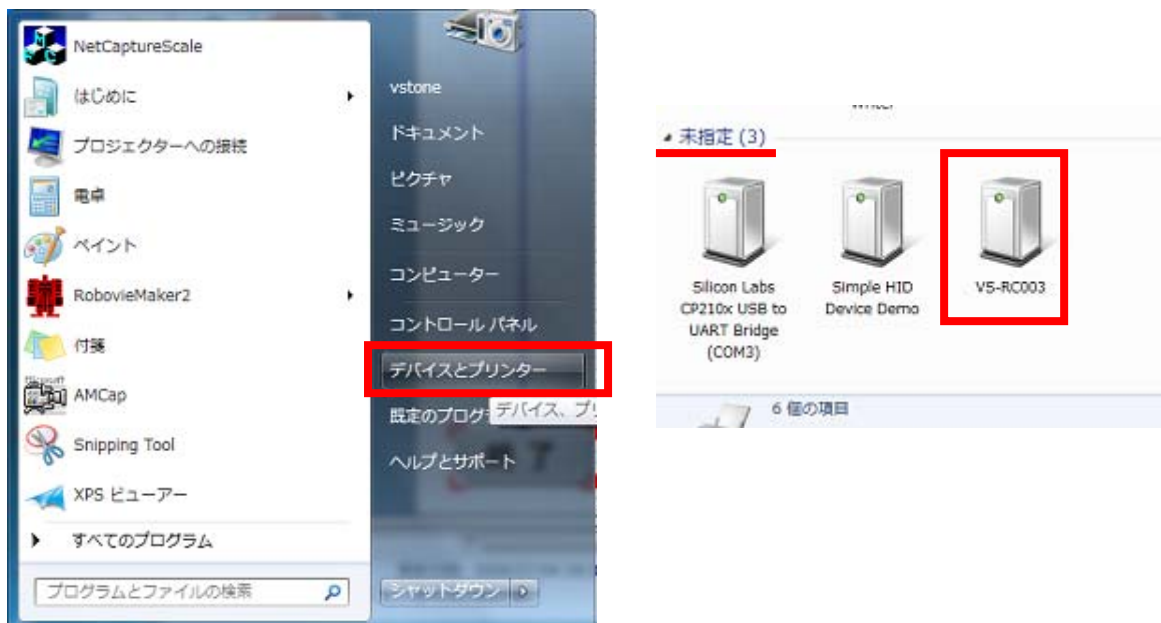 NetCaptureScale
はじめに
プロジェクターへの接続
電卓
ペイント
RobovieMaker2
付箋
AMCap
Snipping Tool
XPS ビューアー
すべてのプログラム
プログラムとファイルの検索
vstone
ドキュメント
ピクチャ
ミュージック
コンピューター
コントロール パネル
デバイスとプリンター
既定のプログ
デバイス、プリ
ヘルプとサポート
終了
シャットダウン
未指定 (3)
Silicon Labs
CP210x USB to
UART Bridge
(COM3)
Simple HID
Device Demo
VS-RC003
6 個の項目